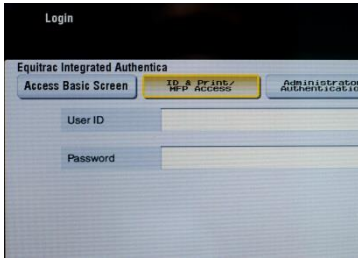 Login
Equitrac Integrated Authentica
Access Basic Screen
ID & Print/
MFP Access
Administrator
Authenticatio
User ID
Password